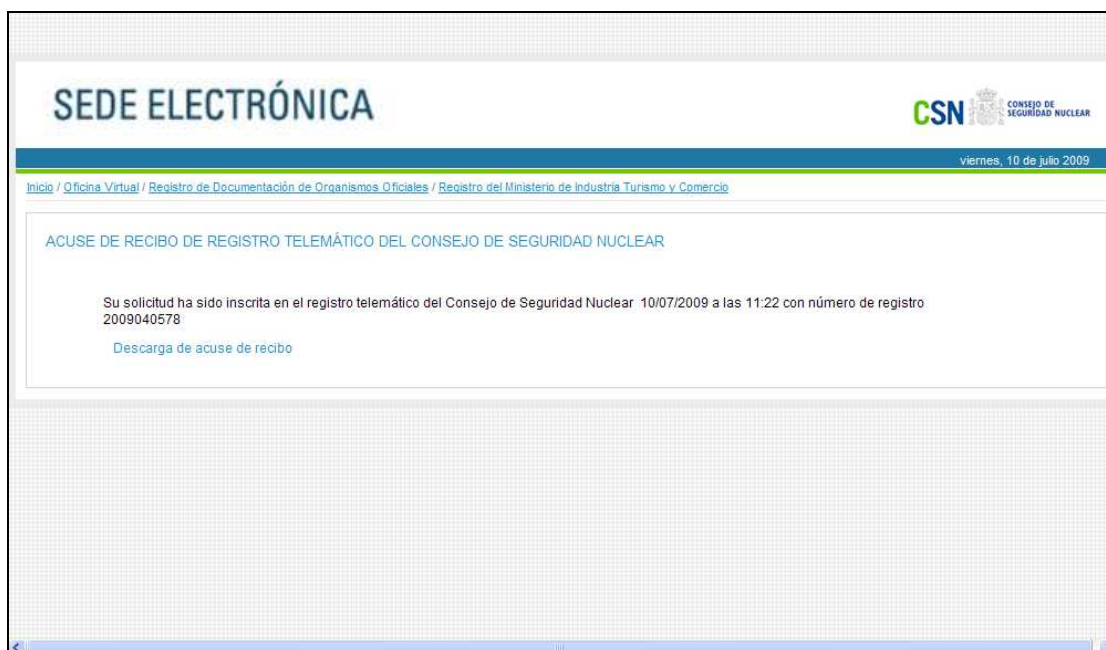 SEDE ELECTRÓNICA
CSN CONSEJO DE
SEGURIDAD NUCLEAR
viernes, 10 de julio 2009
Inicio / Oficina Virtual / Registro de Documentación de Organismos Oficiales / Registro del Ministerio de Industria Turismo y Comercio
ACUSE DE RECIBO DE REGISTRO TELEMÁTICO DEL CONSEJO DE SEGURIDAD NUCLEAR
Su solicitud ha sido inscrita en el registro telemático del Consejo de Seguridad Nuclear 10/07/2009 a las 11:22 con número de registro
2009040578
Descarga de acuse de recibo